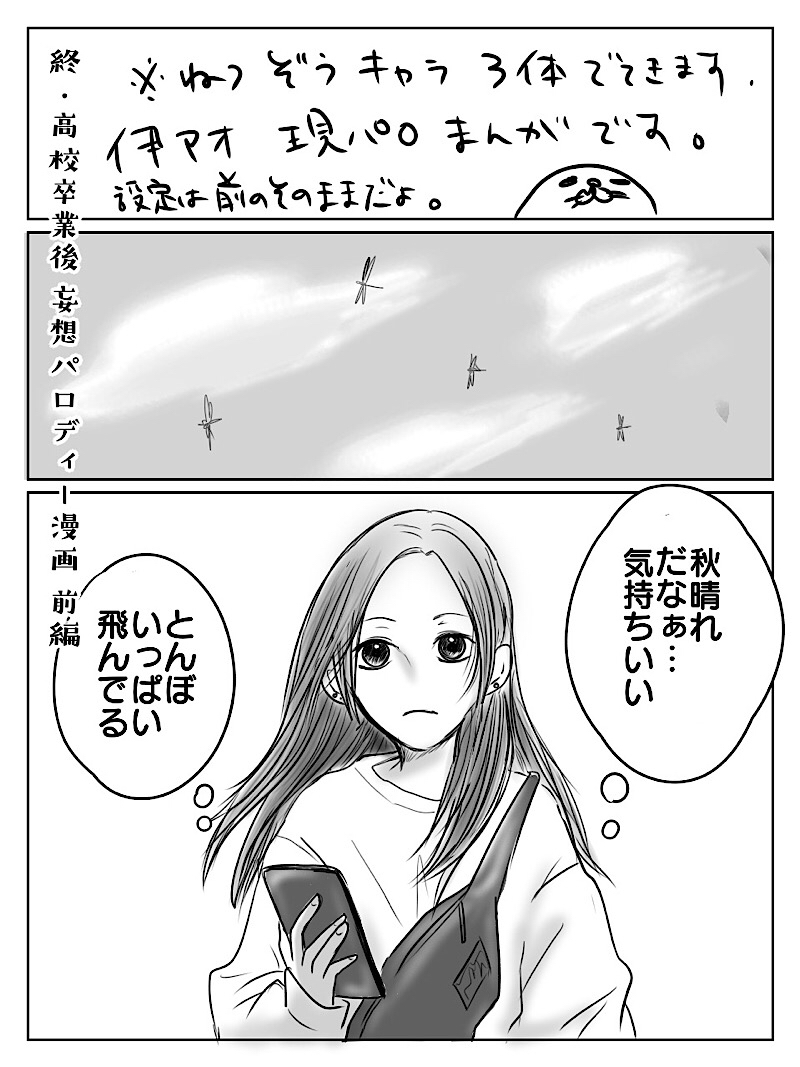 ※ねつぞうキャラ3体でてきます.
伊アオ 現パロ まんがです。
設定は前のそのままだよ。
終・高校卒業後 妄想パロディー漫画 前編
秋晴れ
だなぁ…
気持ちいい
とんぼ
いっぱい
飛んでる